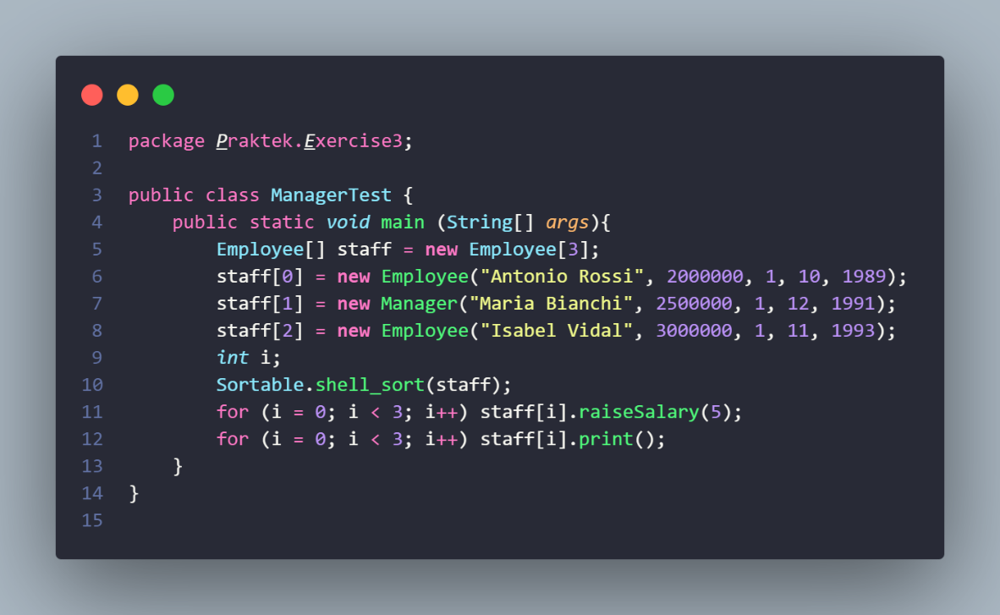 1 package Praktek.Exercise3;
2
3 public class ManagerTest {
4     public static void main (String[] args){
5         Employee[] staff = new Employee[3];
6         staff[0] = new Employee("Antonio Rossi", 2000000, 1, 10, 1989);
7         staff[1] = new Manager("Maria Bianchi", 2500000, 1, 12, 1991);
8         staff[2] = new Employee("Isabel Vidal", 3000000, 1, 11, 1993);
9         int i;
10         Sortable.shell_sort(staff);
11         for (i = 0; i < 3; i++) staff[i].raiseSalary(5);
12         for (i = 0; i < 3; i++) staff[i].print();
13     }
14 }
15